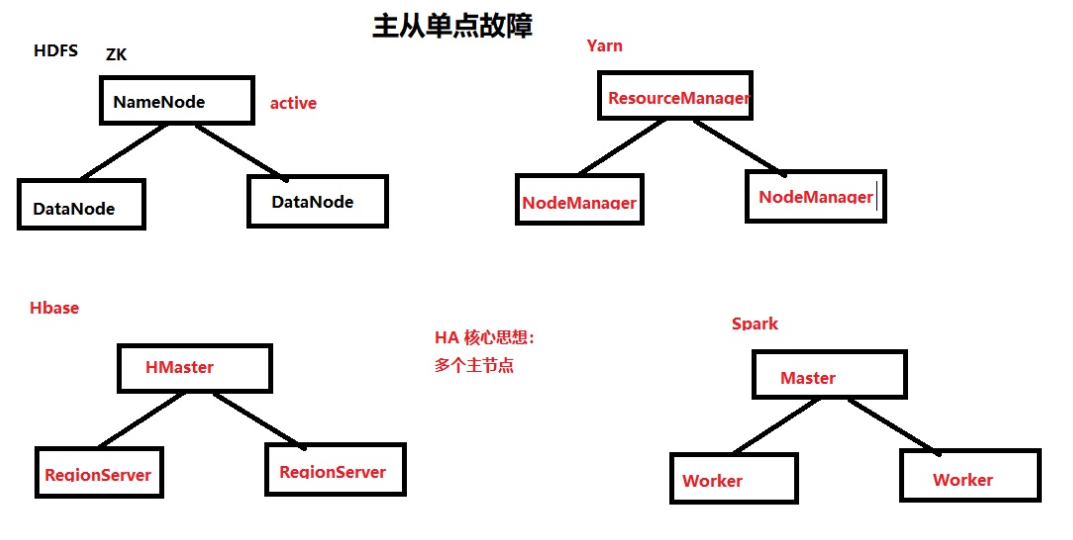 主从单点故障
HDFS
ZK
NameNode
active
DataNode
DataNode
Yarn
ResourceManager
NodeManager
NodeManager
Hbase
HMaster
RegionServer
RegionServer
HA 核心思想:
多个主节点
Spark
Master
Worker
Worker